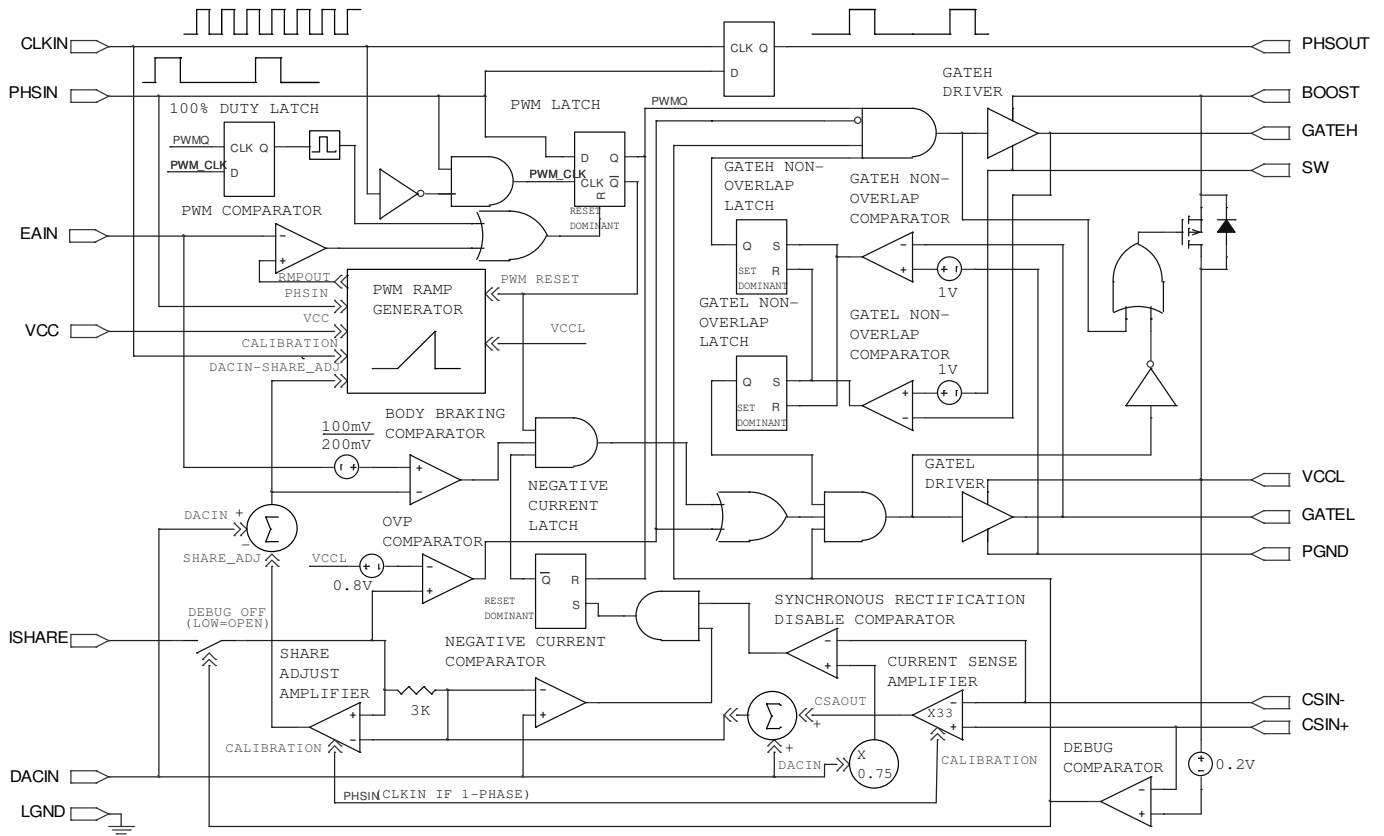 CLKIN
PHSOUT
CLK Q
D
GATEH
DRIVER
PHSIN
100% DUTY LATCH
PWM LATCH
PWMQ
BOOST
PWMQ
CLK Q
PWM_CLK
D
D Q
CLK Q
R
PWM_CLK
RESET
DOMINANT
GATEH
SW
GATEH NON-
OVERLAP
LATCH
GATEH NON-
OVERLAP
COMPARATOR
PWM COMPARATOR
EAIN
-
+
Q S
R
SET
DOMINANT
-
+
1V
RMPOUT
PHSIN
VCC
CALIBRATION
DACIN-SHARE_ADJ
PWM RAMP
GENERATOR
PWM RESET
VCCL
VCC
GATEL NON-
OVERLAP
LATCH
GATEL NON-
OVERLAP
COMPARATOR
1V
Q S
R
SET
DOMINANT
+
-
BODY BRAKING
COMPARATOR
100mV
200mV
+
-
NEGATIVE
CURRENT
LATCH
GATEL
DRIVER
VCCL
GATEL
PGND
DACIN
+
-
Σ
SHARE_ADJ
OVP
COMPARATOR
VCCL
0.8V
-
+
Q R
S
RESET
DOMINANT
DEBUG OFF
(LOW=OPEN)
ISHARE
SYNCHRONOUS RECTIFICATION
DISABLE COMPARATOR
-
+
NEGATIVE CURRENT
COMPARATOR
SHARE
ADJUST
AMPLIFIER
CURRENT SENSE
AMPLIFIER
3K
-
+
+
-
Σ
+
+
CSAOUT
X33
-
+
CSIN-
CSIN+
CALIBRATION
DACIN
X
0.75
CALIBRATION
DEBUG
COMPARATOR
+
-
0.2V
DACIN
PHSIN (CLKIN IF 1-PHASE)
-
+
LGND